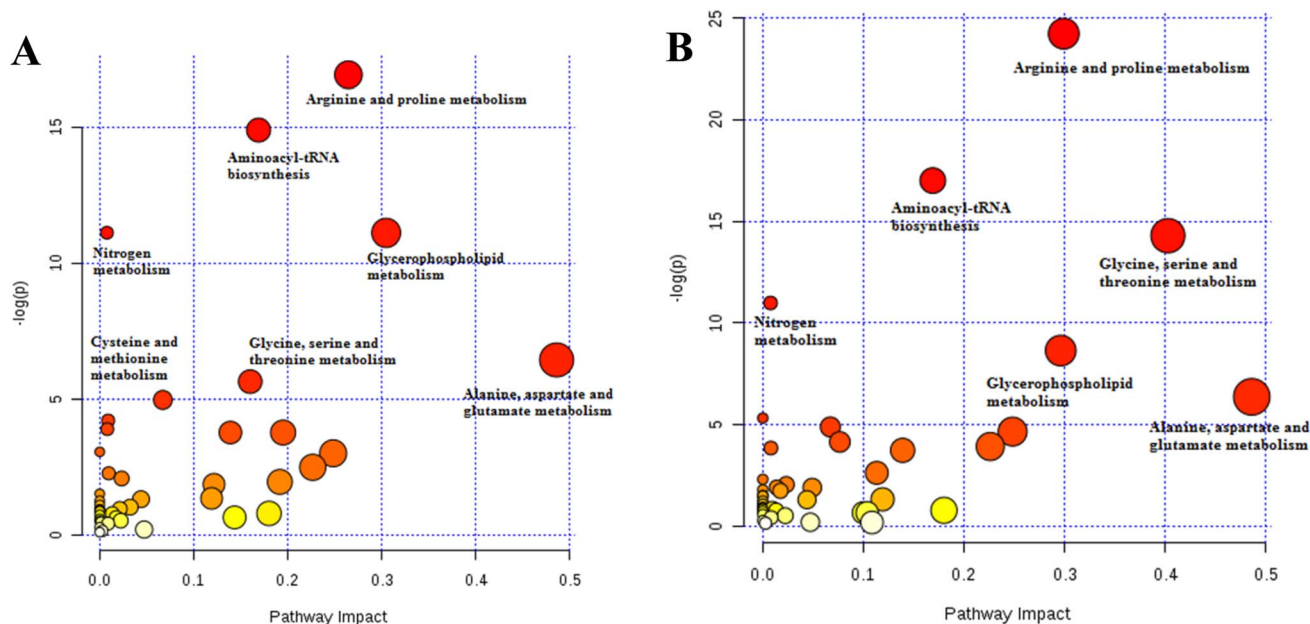 A
-log(p)
15
10
5
0
Arginine and proline metabolism
Aminoacyl-tRNA
biosynthesis
Nitrogen
metabolism
Glycerophospholipid
metabolism
Cysteine and
methionine
metabolism
Glycine, serine and
threonine metabolism
Alanine, aspartate and
glutamate metabolism
0.0 0.1 0.2 0.3 0.4 0.5
Pathway Impact
B
-log(p)
25
20
15
10
5
0
Arginine and proline metabolism
Aminoacyl-tRNA
biosynthesis
Glycine, serine and
threonine metabolism
Nitrogen
metabolism
Glycerophospholipid
metabolism
Alanine, aspartate and
glutamate metabolism
0.0 0.1 0.2 0.3 0.4 0.5
Pathway Impact